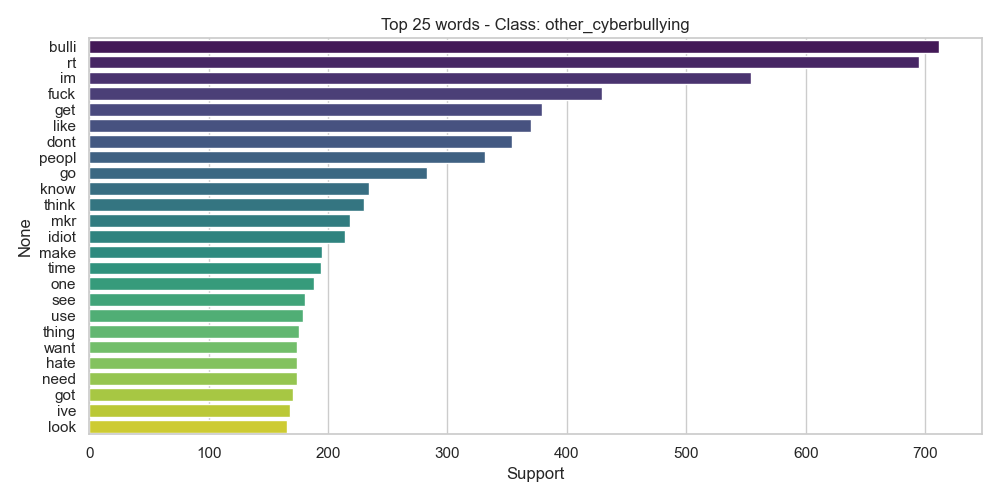 Top 25 words - Class: other_cyberbullying
bulli
rt
im
fuck
get
like
dont
peopl
go
know
think
mkr
idiot
make
time
one
see
use
thing
want
hate
need
got
ive
look
None
0 100 200 300 400 500 600 700
Support